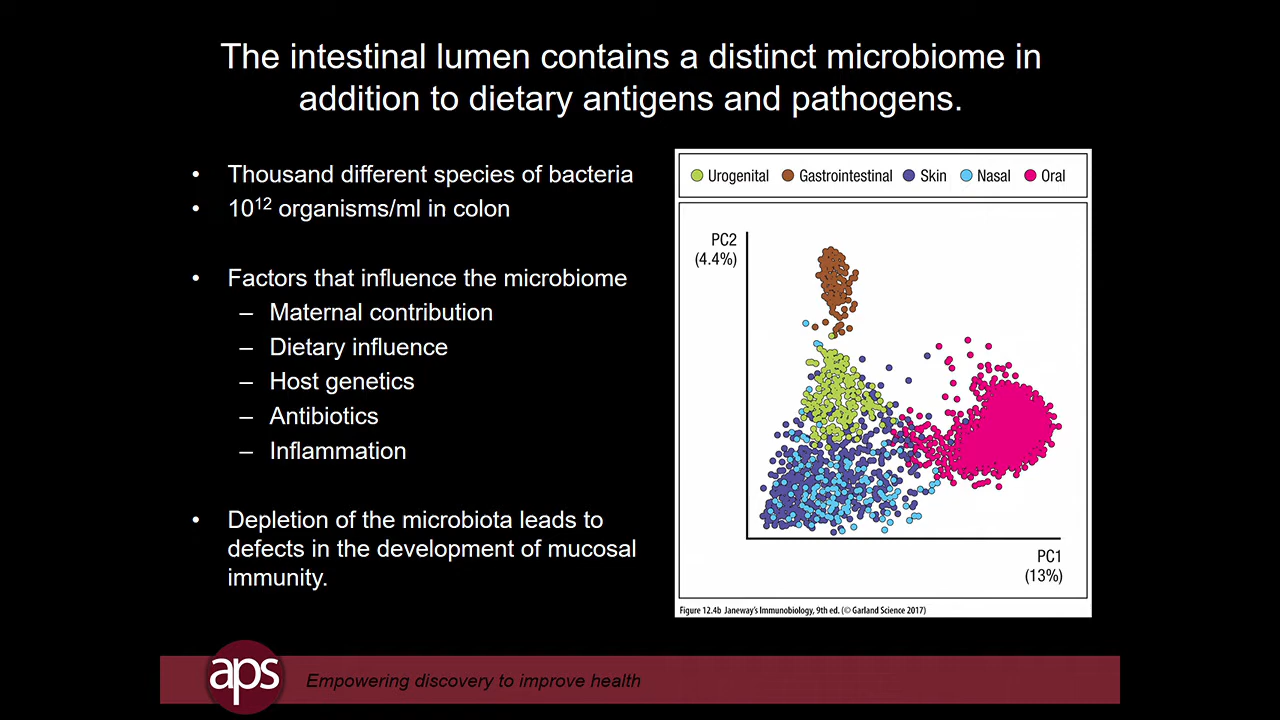 The intestinal lumen contains a distinct microbiome in
addition to dietary antigens and pathogens.
• Thousand different species of bacteria
• 10¹² organisms/ml in colon
• Factors that influence the microbiome
– Maternal contribution
– Dietary influence
– Host genetics
– Antibiotics
– Inflammation
• Depletion of the microbiota leads to
defects in the development of mucosal
immunity.
Urogenital Gastrointestinal Skin Nasal Oral
PC2
(4.4%)
PC1
(13%)
Figure 12.4b Janeway's Immunobiology, 9th ed. (© Garland Science 2017)
aps
Empowering discovery to improve health